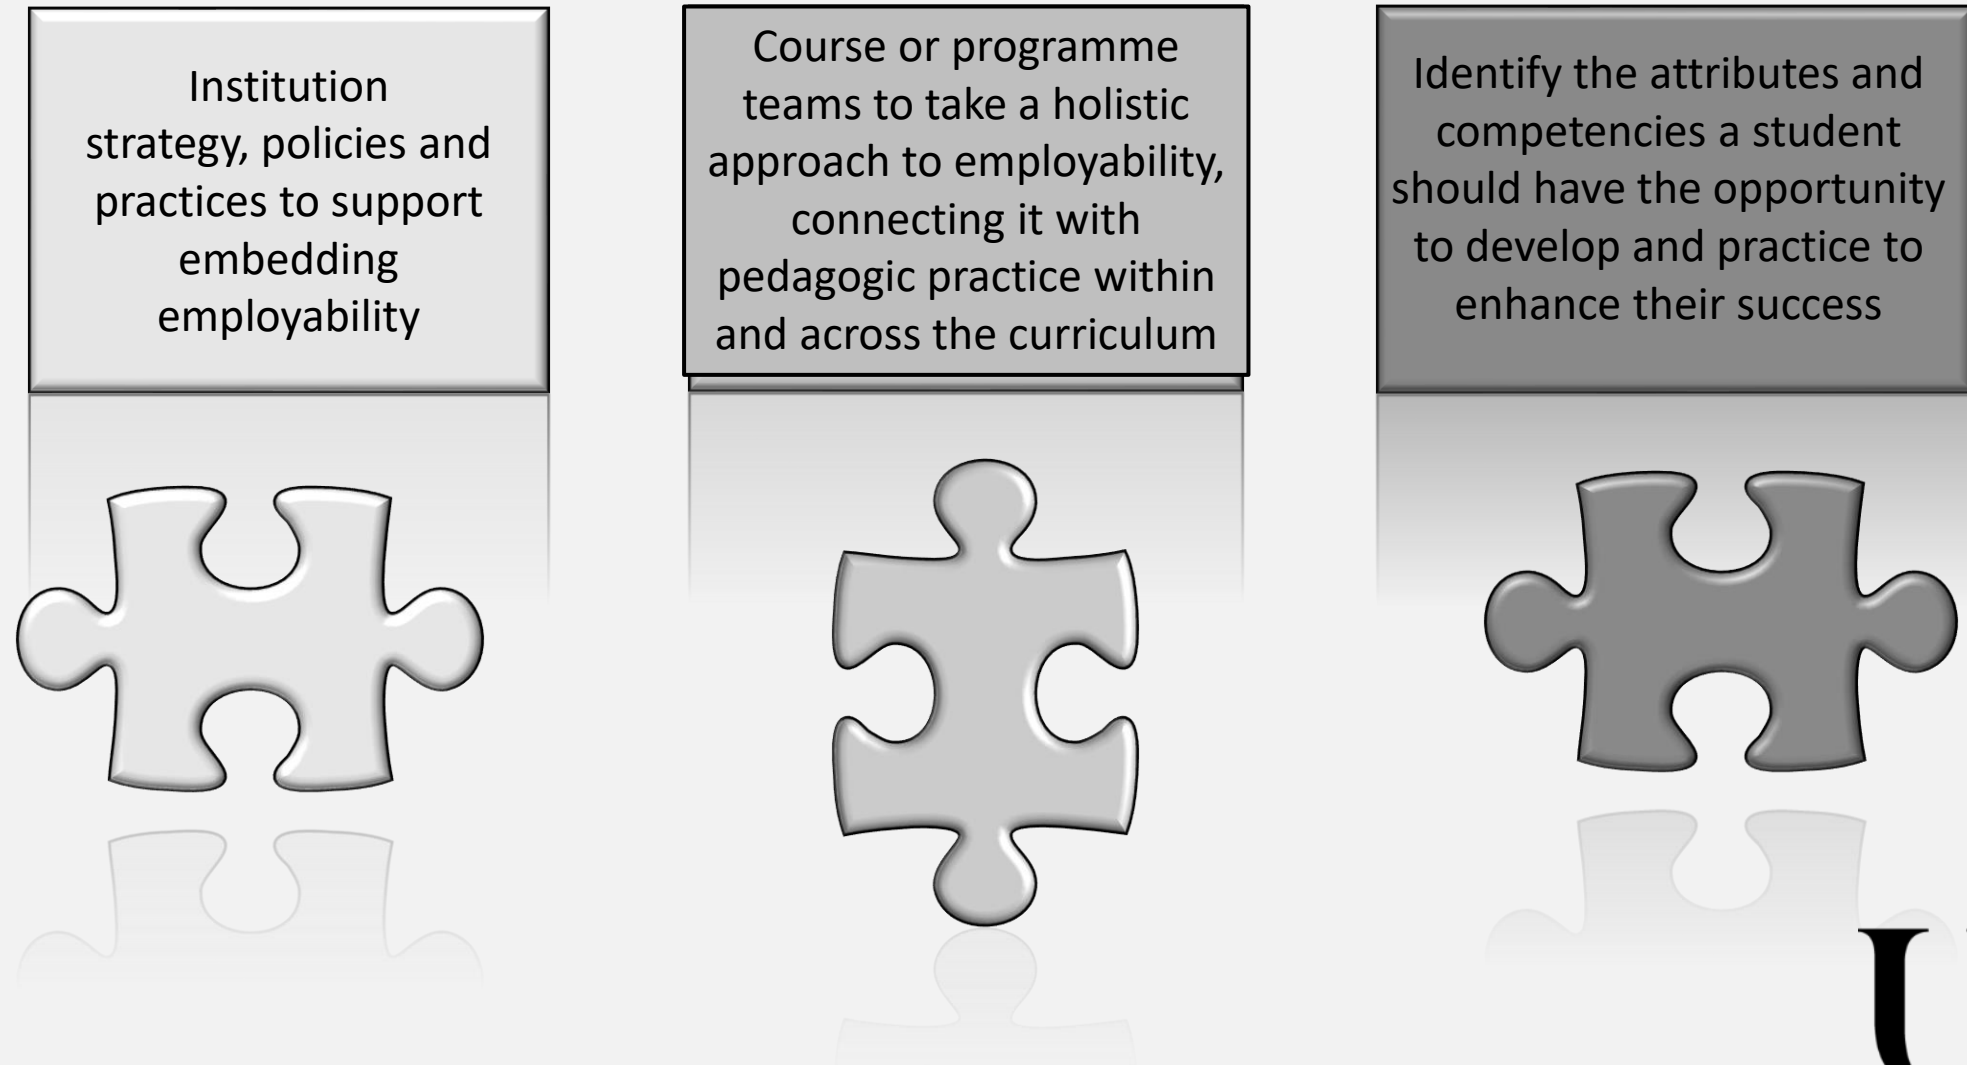 Institution
strategy, policies and
practices to support
embedding
employability
Course or programme
teams to take a holistic
approach to employability,
connecting it with
pedagogic practice within
and across the curriculum
Identify the attributes and
competencies a student
should have the opportunity
to develop and practice to
enhance their success